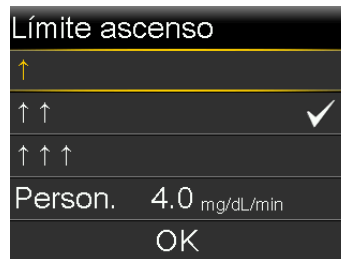 Límite ascenso
↑
↑ ↑
↑ ↑ ↑
Person. 4.0 mg/dL/min
OK